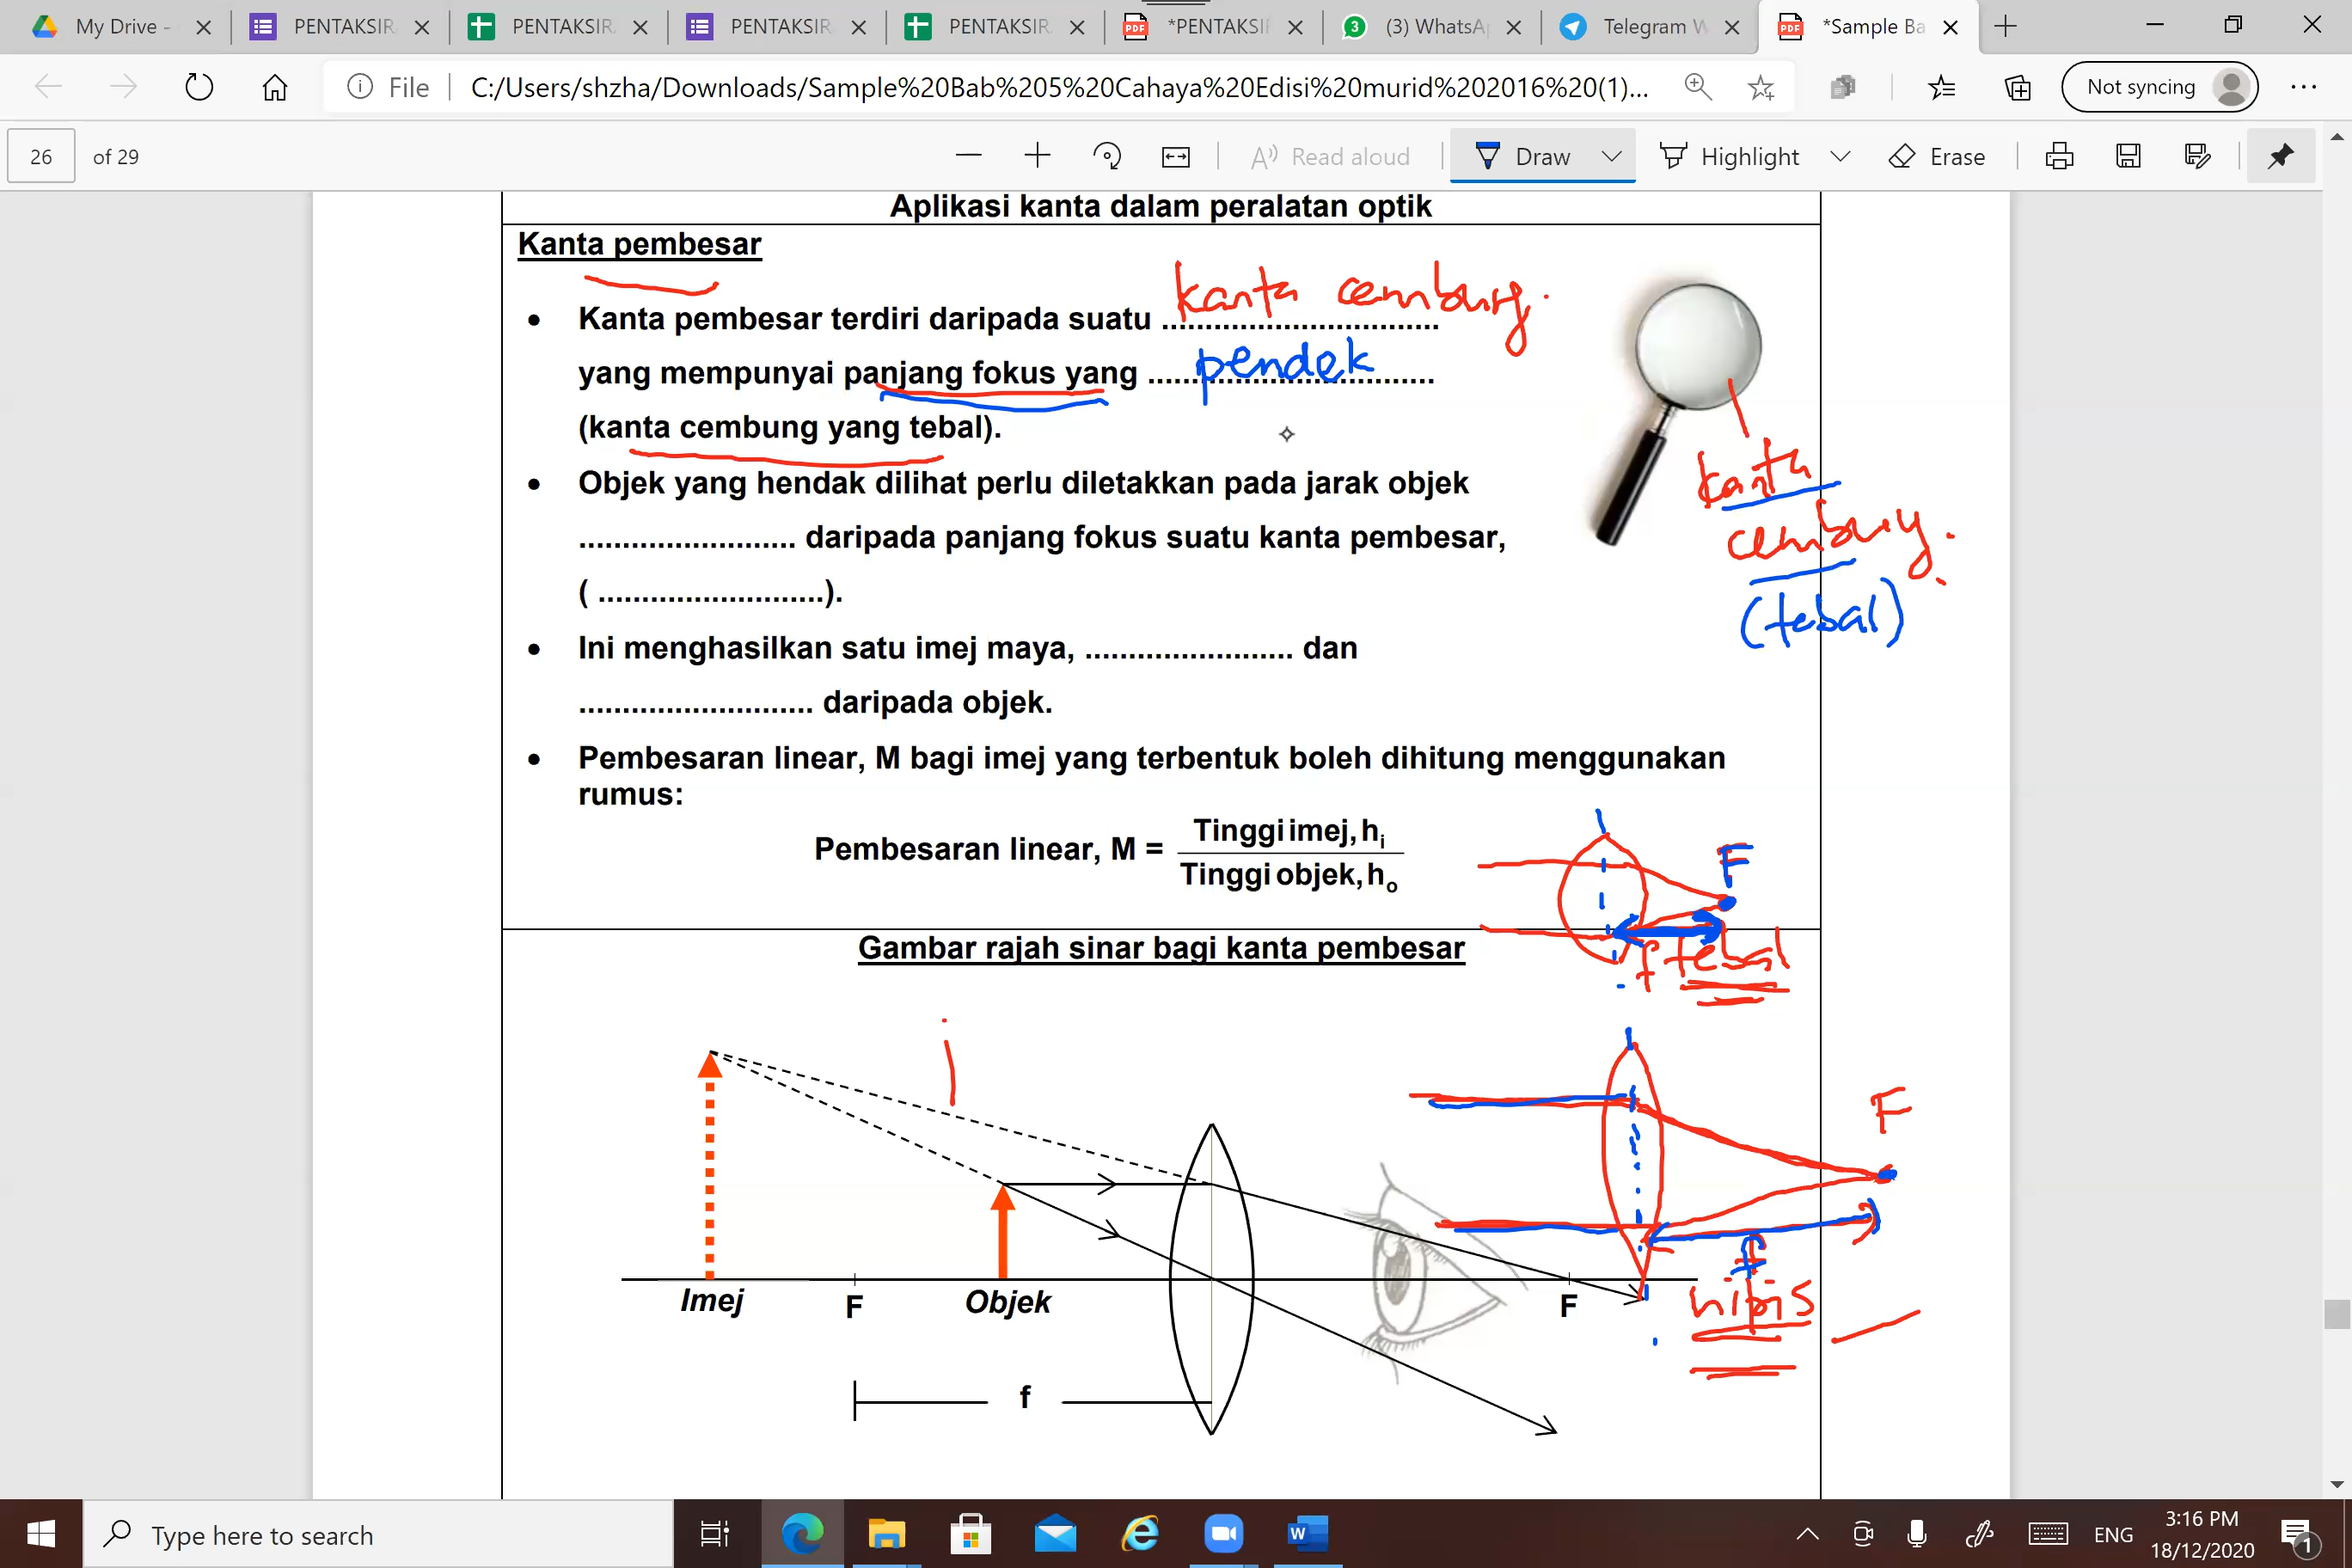 My Drive -
PENTAKSIR
PENTAKSIR
PENTAKSIR
PENTAKSIR
*PENTAKSI
(3) WhatsA
Telegram W
*Sample Ba
File
C:/Users/shzha/Downloads/Sample%20Bab%205%20Cahaya%20Edisi%20murid%202016%20(1)...
Not syncing
26 of 29
Read aloud
Draw
Highlight
Erase
Aplikasi kanta dalam peralatan optik
Kanta pembesar
• Kanta pembesar terdiri daripada suatu ................................ kanta cembung.
yang mempunyai panjang fokus yang ................................. pendek
(kanta cembung yang tebal).
• Objek yang hendak dilihat perlu diletakkan pada jarak objek
......................... daripada panjang fokus suatu kanta pembesar,
( ..........................).
• Ini menghasilkan satu imej maya, ........................ dan
........................... daripada objek.
kanta
cembung.
(tebal)
• Pembesaran linear, M bagi imej yang terbentuk boleh dihitung menggunakan
rumus:
Pembesaran linear, M = Tinggi imej, hi
Tinggi objek, ho
F
f tebal
Gambar rajah sinar bagi kanta pembesar
i
F
f
nipis
Imej F Objek F
f
Type here to search
ENG
3:16 PM
18/12/2020
1